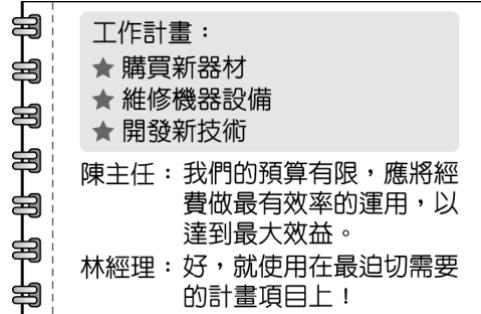 工作計畫：
★ 購買新器材
★ 維修機器設備
★ 開發新技術
陳主任：我們的預算有限，應將經
費做最有效率的運用，以
達到最大效益。
林經理：好，就使用在最迫切需要
的計畫項目上！